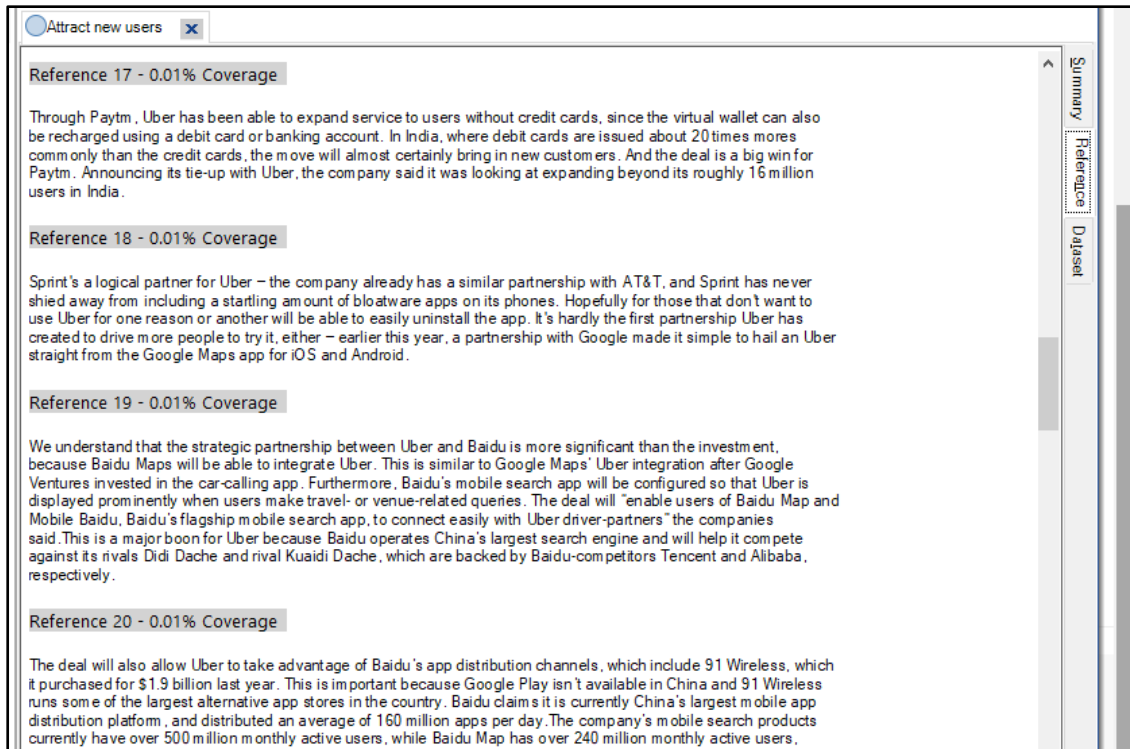 Attract new users
Reference 17 - 0.01% Coverage
Through Paytm, Uber has been able to expand service to users without credit cards, since the virtual wallet can also
be recharged using a debit card or banking account. In India, where debit cards are issued about 20 times mores
commonly than the credit cards, the move will almost certainly bring in new customers. And the deal is a big win for
Paytm. Announcing its tie-up with Uber, the company said it was looking at expanding beyond its roughly 16 million
users in India.
Reference 18 - 0.01% Coverage
Sprint's a logical partner for Uber – the company already has a similar partnership with AT&T, and Sprint has never
shied away from including a startling amount of bloatware apps on its phones. Hopefully for those that don't want to
use Uber for one reason or another will be able to easily uninstall the app. It's hardly the first partnership Uber has
created to drive more people to try it, either – earlier this year, a partnership with Google made it simple to hail an Uber
straight from the Google Maps app for iOS and Android.
Reference 19 - 0.01% Coverage
We understand that the strategic partnership between Uber and Baidu is more significant than the investment,
because Baidu Maps will be able to integrate Uber. This is similar to Google Maps' Uber integration after Google
Ventures invested in the car-calling app. Furthermore, Baidu's mobile search app will be configured so that Uber is
displayed prominently when users make travel- or venue-related queries. The deal will "enable users of Baidu Map and
Mobile Baidu, Baidu's flagship mobile search app, to connect easily with Uber driver-partners" the companies
said.This is a major boon for Uber because Baidu operates China's largest search engine and will help it compete
against its rivals Didi Dache and rival Kuaidi Dache, which are backed by Baidu-competitors Tencent and Alibaba,
respectively.
Reference 20 - 0.01% Coverage
The deal will also allow Uber to take advantage of Baidu's app distribution channels, which include 91 Wireless, which
it purchased for $1.9 billion last year. This is important because Google Play isn't available in China and 91 Wireless
runs some of the largest alternative app stores in the country. Baidu claims it is currently China's largest mobile app
distribution platform, and distributed an average of 160 million apps per day.The company's mobile search products
currently have over 500 million monthly active users, while Baidu Map has over 240 million monthly active users,
Summary
Reference
Dataset